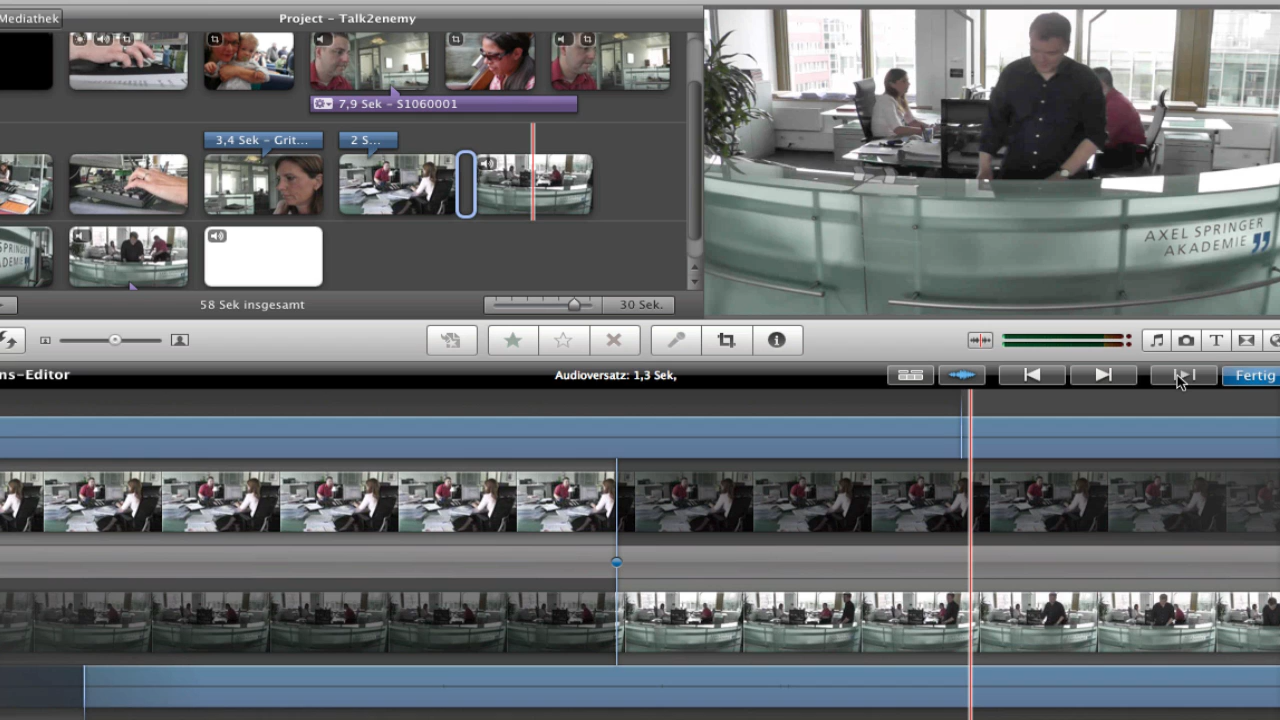 Mediathek
Project – Talk2enemy
7,9 Sek – S1060001
3,4 Sek – Grit...
2 S...
AXEL SPRINGER
AKADEMIE
58 Sek insgesamt
30 Sek.
ns-Editor
Audioversatz: 1,3 Sek,
Fertig